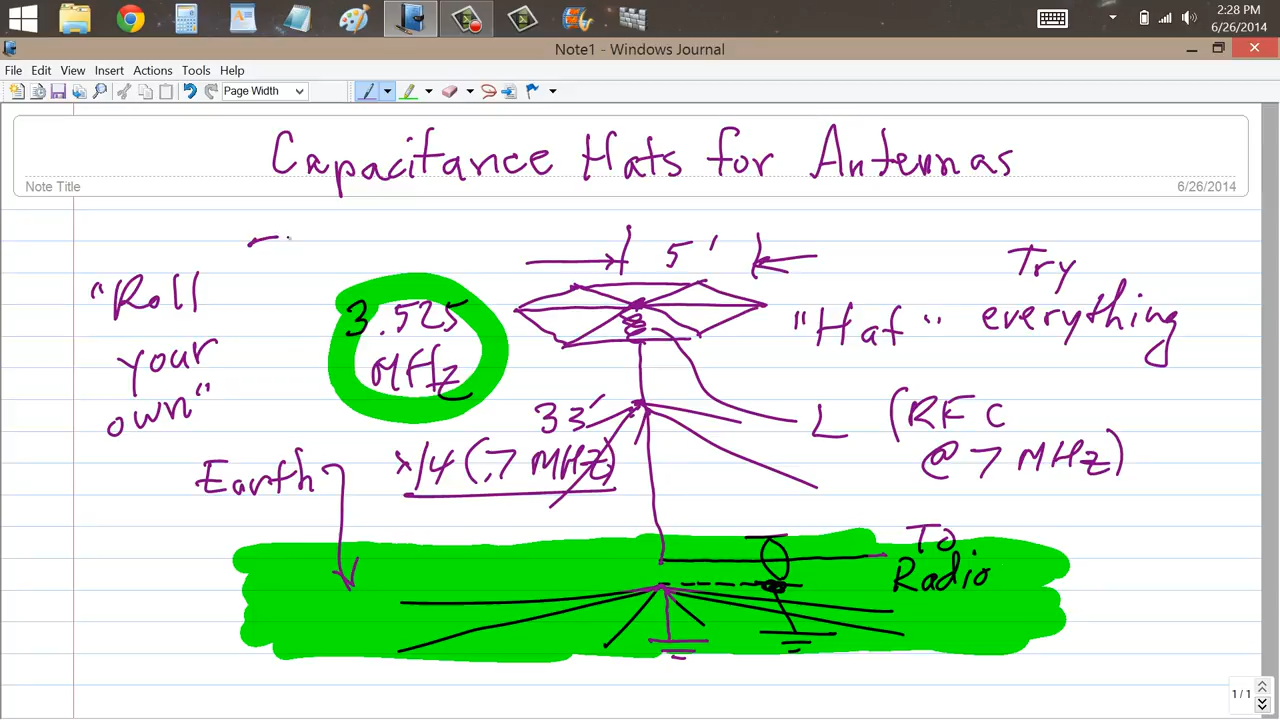 2:28 PM
6/26/2014
Note1 - Windows Journal
File Edit View Insert Actions Tools Help
Page Width
Capacitance Hats for Antennas
Note Title
6/26/2014
5'
Try
everything
"Roll
your
own"
3.525
MHz
"Hat"
33'
λ/4 (.7 MHz)
L (RFC
@ 7 MHz)
Earth
To
Radio
1 / 1